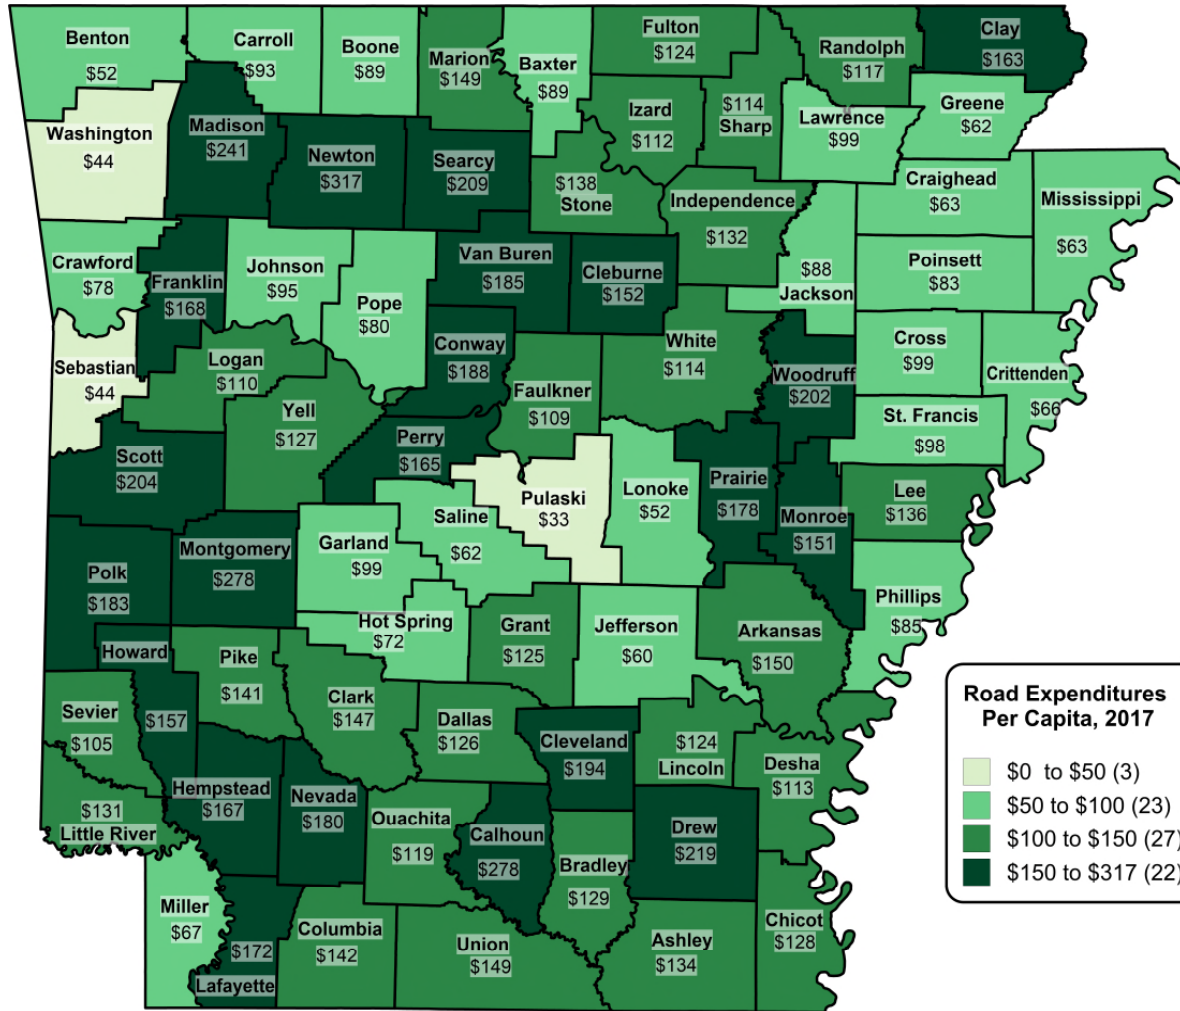 Benton
$52
Carroll
$93
Boone
$89
Marion
$149
Baxter
$89
Fulton
$124
Randolph
$117
Clay
$163
Washington
$44
Madison
$241
Newton
$317
Searcy
$209
Izard
$112
$114
Sharp
Lawrence
$99
Greene
$62
$138
Stone
Independence
$132
Craighead
$63
Mississippi
$63
Crawford
$78
Franklin
$168
Johnson
$95
Pope
$80
Van Buren
$185
Cleburne
$152
$88
Jackson
Poinsett
$83
Sebastian
$44
Logan
$110
Conway
$188
Faulkner
$109
White
$114
Woodruff
$202
Cross
$99
Crittenden
$66
Scott
$204
Yell
$127
Perry
$165
Pulaski
$33
Lonoke
$52
Prairie
$178
Monroe
$151
St. Francis
$98
Lee
$136
Polk
$183
Montgomery
$278
Garland
$99
Saline
$62
Hot Spring
$72
Grant
$125
Jefferson
$60
Arkansas
$150
Phillips
$85
Howard
$157
Pike
$141
Clark
$147
Sevier
$105
Dallas
$126
Cleveland
$194
$124
Lincoln
Desha
$113
$131
Little River
Hempstead
$167
Nevada
$180
Ouachita
$119
Calhoun
$278
Bradley
$129
Drew
$219
Miller
$67
$172
Lafayette
Columbia
$142
Union
$149
Ashley
$134
Chicot
$128
Road Expenditures
Per Capita, 2017
$0 to $50 (3)
$50 to $100 (23)
$100 to $150 (27)
$150 to $317 (22)